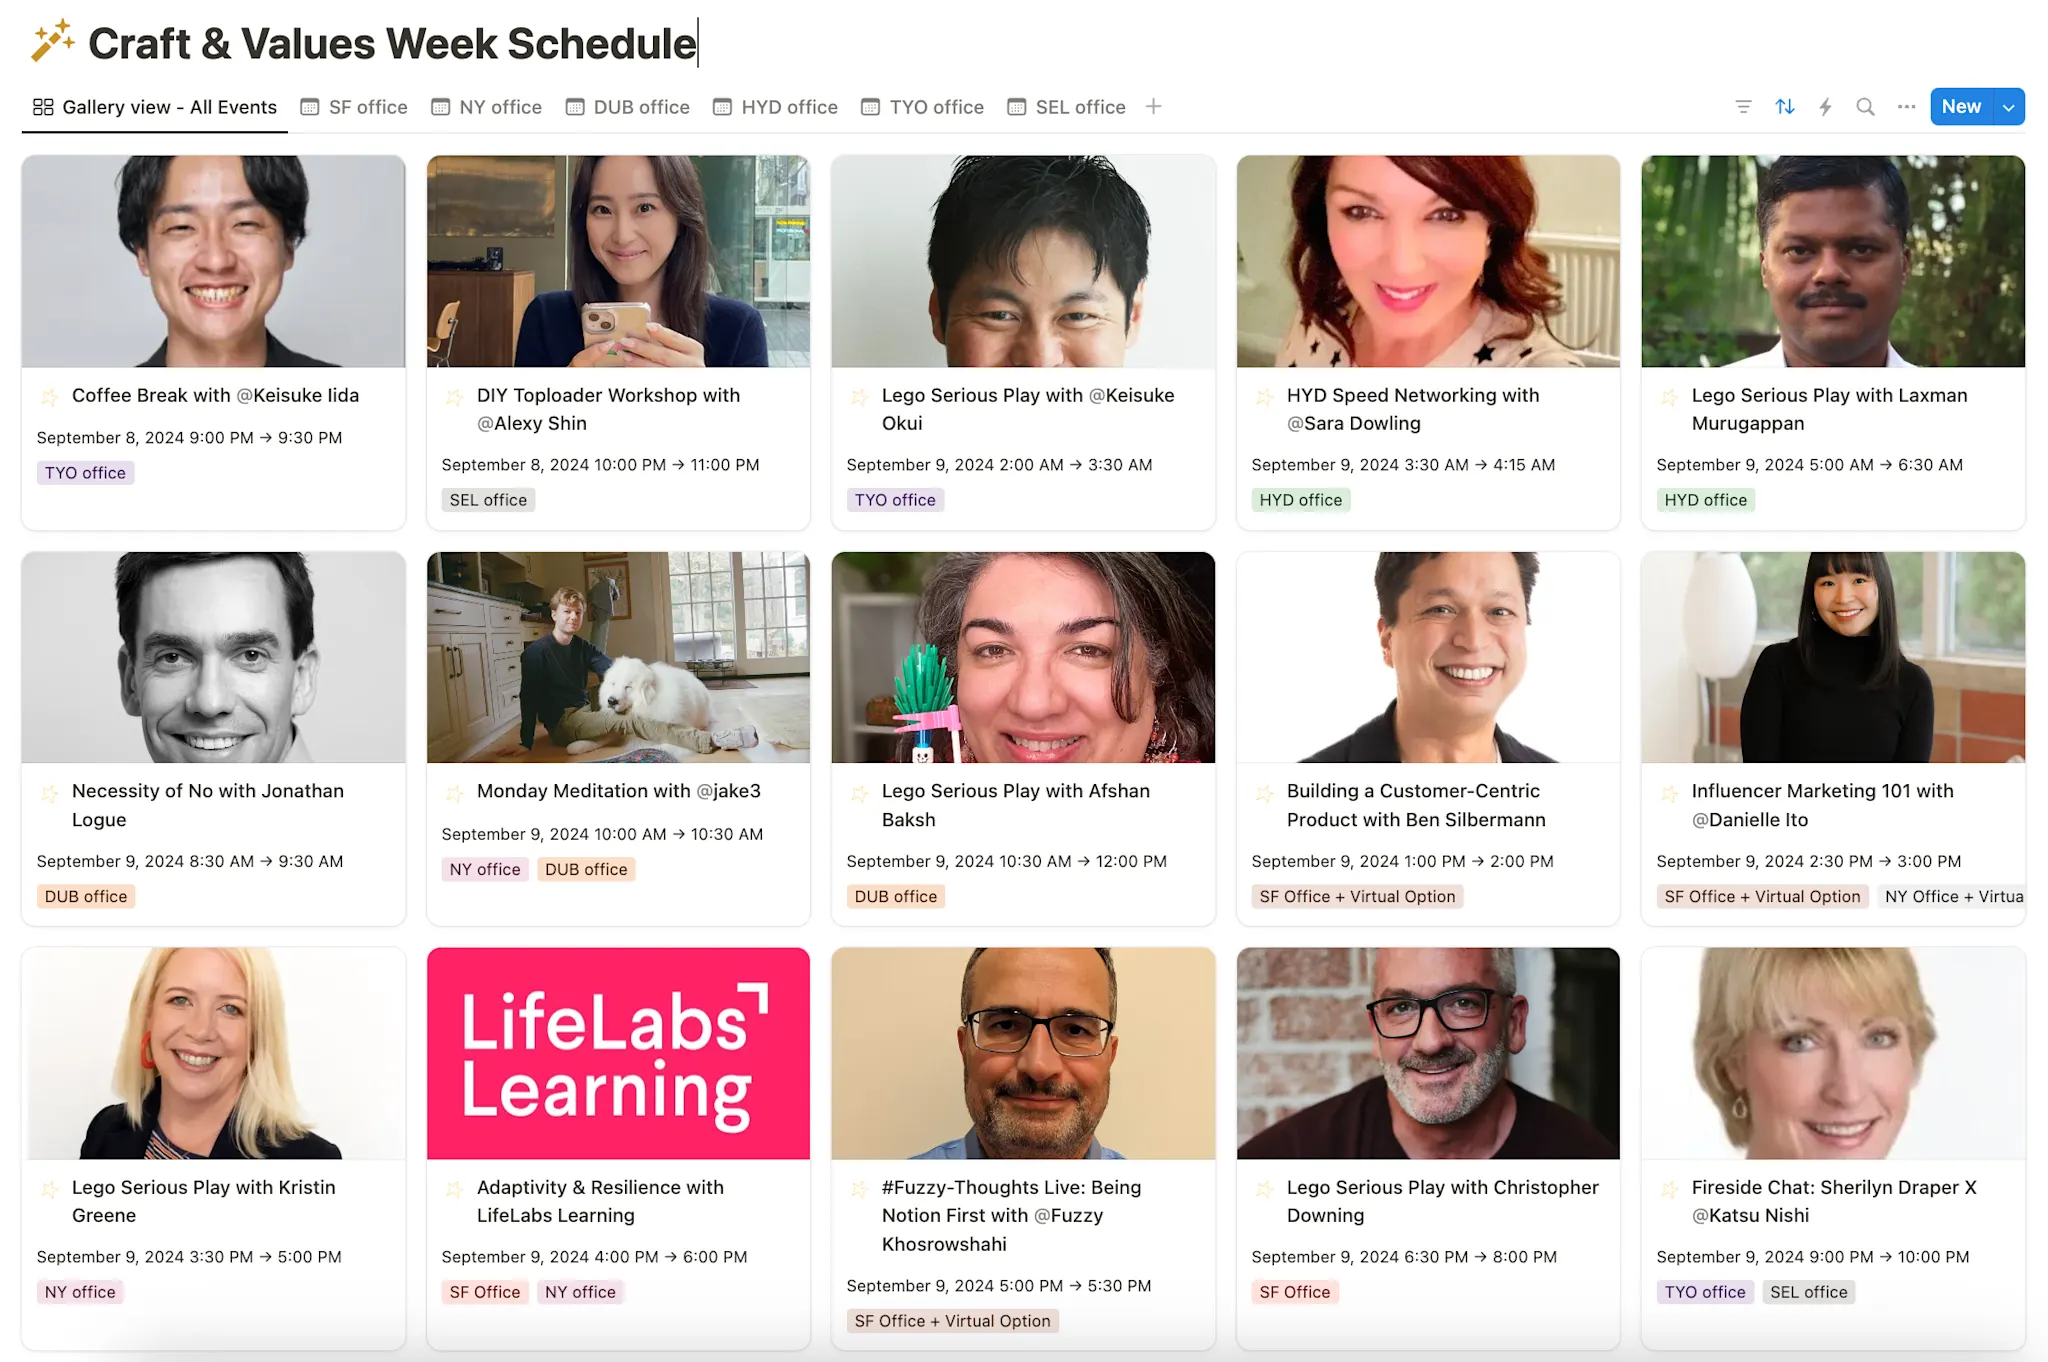 Craft & Values Week Schedule
Gallery view - All Events
SF office
NY office
DUB office
HYD office
TYO office
SEL office
New
Coffee Break with @Keisuke Iida
September 8, 2024 9:00 PM → 9:30 PM
TYO office
DIY Toploader Workshop with
@Alexy Shin
September 8, 2024 10:00 PM → 11:00 PM
SEL office
Lego Serious Play with @Keisuke
Okui
September 9, 2024 2:00 AM → 3:30 AM
TYO office
HYD Speed Networking with
@Sara Dowling
September 9, 2024 3:30 AM → 4:15 AM
HYD office
Lego Serious Play with Laxman
Murugappan
September 9, 2024 5:00 AM → 6:30 AM
HYD office
Necessity of No with Jonathan
Logue
September 9, 2024 8:30 AM → 9:30 AM
DUB office
Monday Meditation with @jake3
September 9, 2024 10:00 AM → 10:30 AM
NY office DUB office
Lego Serious Play with Afshan
Baksh
September 9, 2024 10:30 AM → 12:00 PM
DUB office
Building a Customer-Centric
Product with Ben Silbermann
September 9, 2024 1:00 PM → 2:00 PM
SF Office + Virtual Option
Influencer Marketing 101 with
@Danielle Ito
September 9, 2024 2:30 PM → 3:00 PM
SF Office + Virtual Option NY Office + Virtua
Lego Serious Play with Kristin
Greene
September 9, 2024 3:30 PM → 5:00 PM
NY office
LifeLabs
Learning
Adaptivity & Resilience with
LifeLabs Learning
September 9, 2024 4:00 PM → 6:00 PM
SF Office NY office
#Fuzzy-Thoughts Live: Being
Notion First with @Fuzzy
Khosrowshahi
September 9, 2024 5:00 PM → 5:30 PM
SF Office + Virtual Option
Lego Serious Play with Christopher
Downing
September 9, 2024 6:30 PM → 8:00 PM
SF Office
Fireside Chat: Sherilyn Draper X
@Katsu Nishi
September 9, 2024 9:00 PM → 10:00 PM
TYO office SEL office